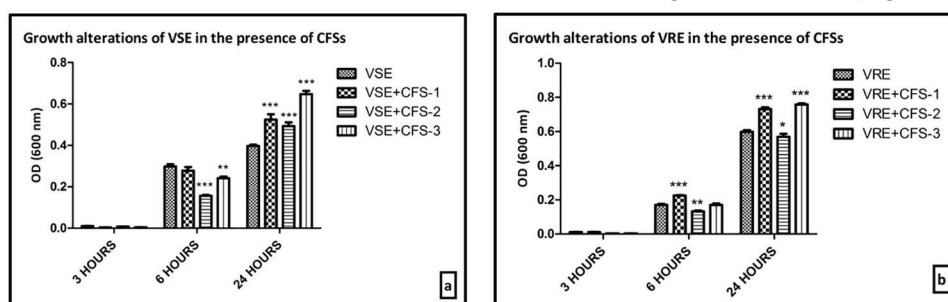 Growth alterations of VSE in the presence of CFSs
0.8
0.6
0.4
0.2
0.0
OD (600 nm)
***
**
***
***
***
3 HOURS
6 HOURS
24 HOURS
VSE
VSE+CFS-1
VSE+CFS-2
VSE+CFS-3
a
Growth alterations of VRE in the presence of CFSs
1.0
0.8
0.6
0.4
0.2
0.0
OD (600 nm)
***
**
***
*
***
3 HOURS
6 HOURS
24 HOURS
VRE
VRE+CFS-1
VRE+CFS-2
VRE+CFS-3
b